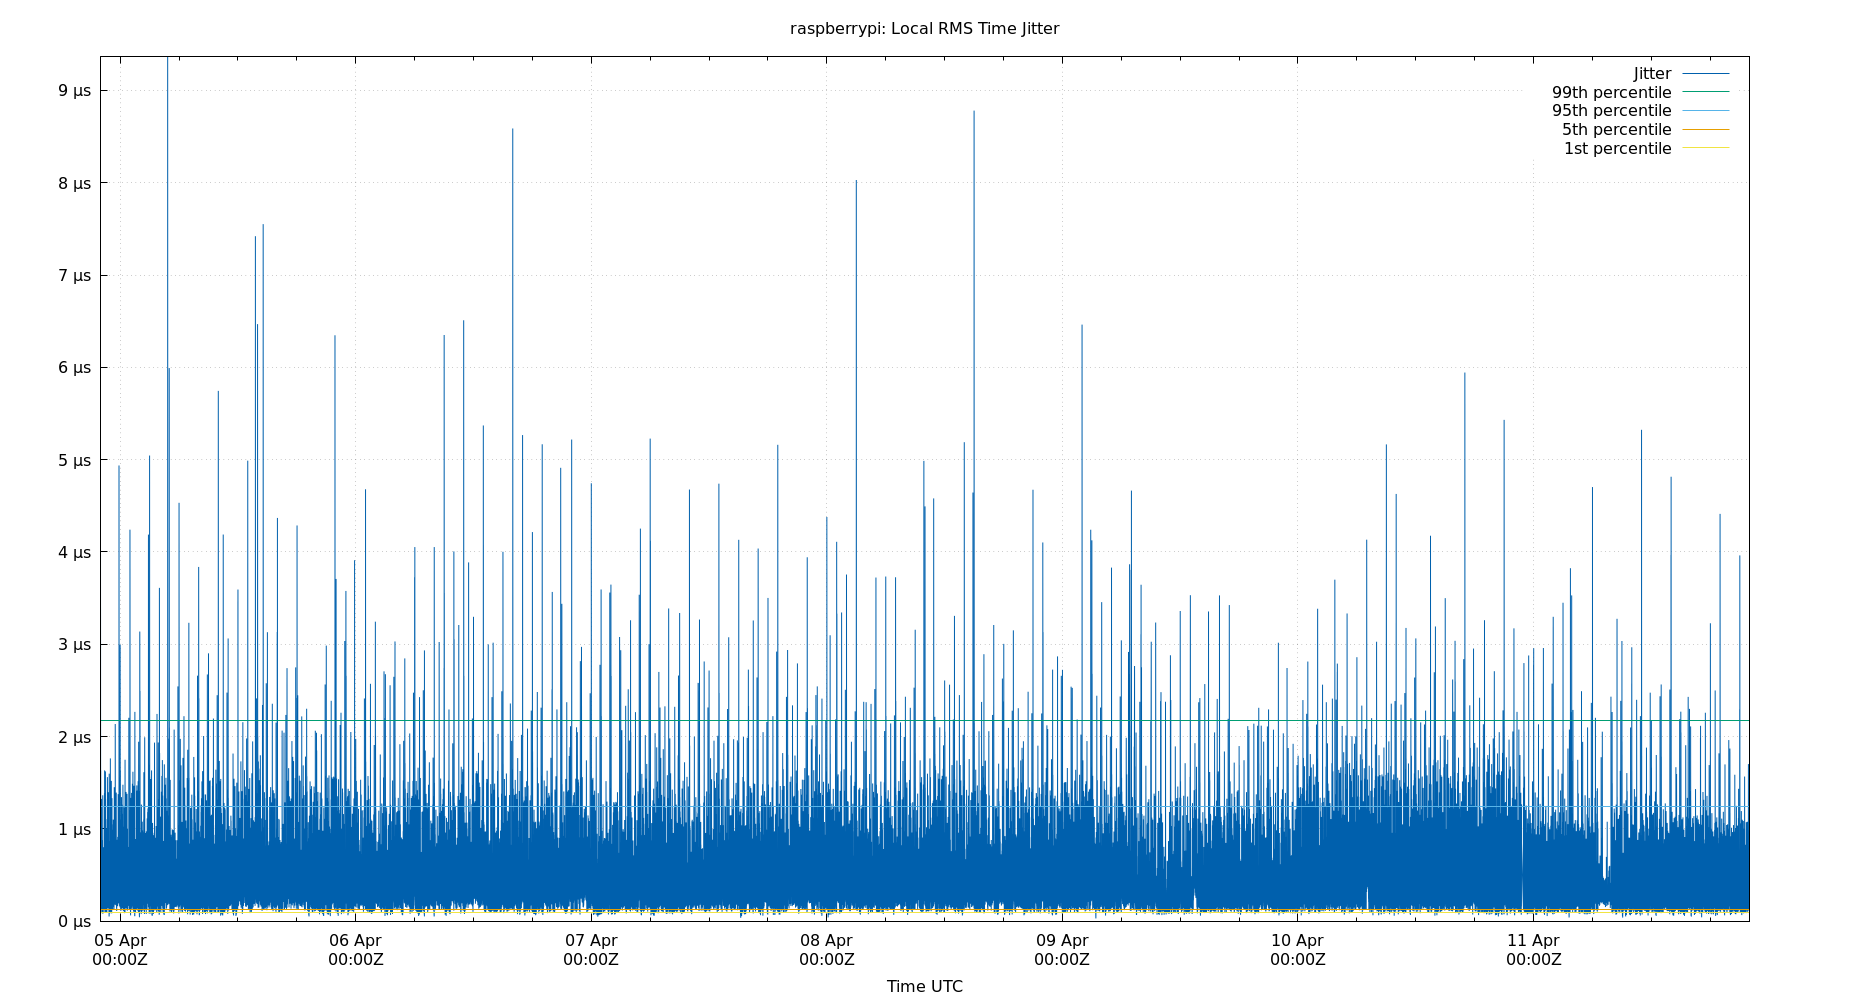 raspberrypi: Local RMS Time Jitter
Jitter
99th percentile
95th percentile
5th percentile
1st percentile
9 µs
8 µs
7 µs
6 µs
5 µs
4 µs
3 µs
2 µs
1 µs
0 µs
05 Apr 06 Apr 07 Apr 08 Apr 09 Apr 10 Apr 11 Apr
00:00Z 00:00Z 00:00Z 00:00Z 00:00Z 00:00Z 00:00Z
Time UTC